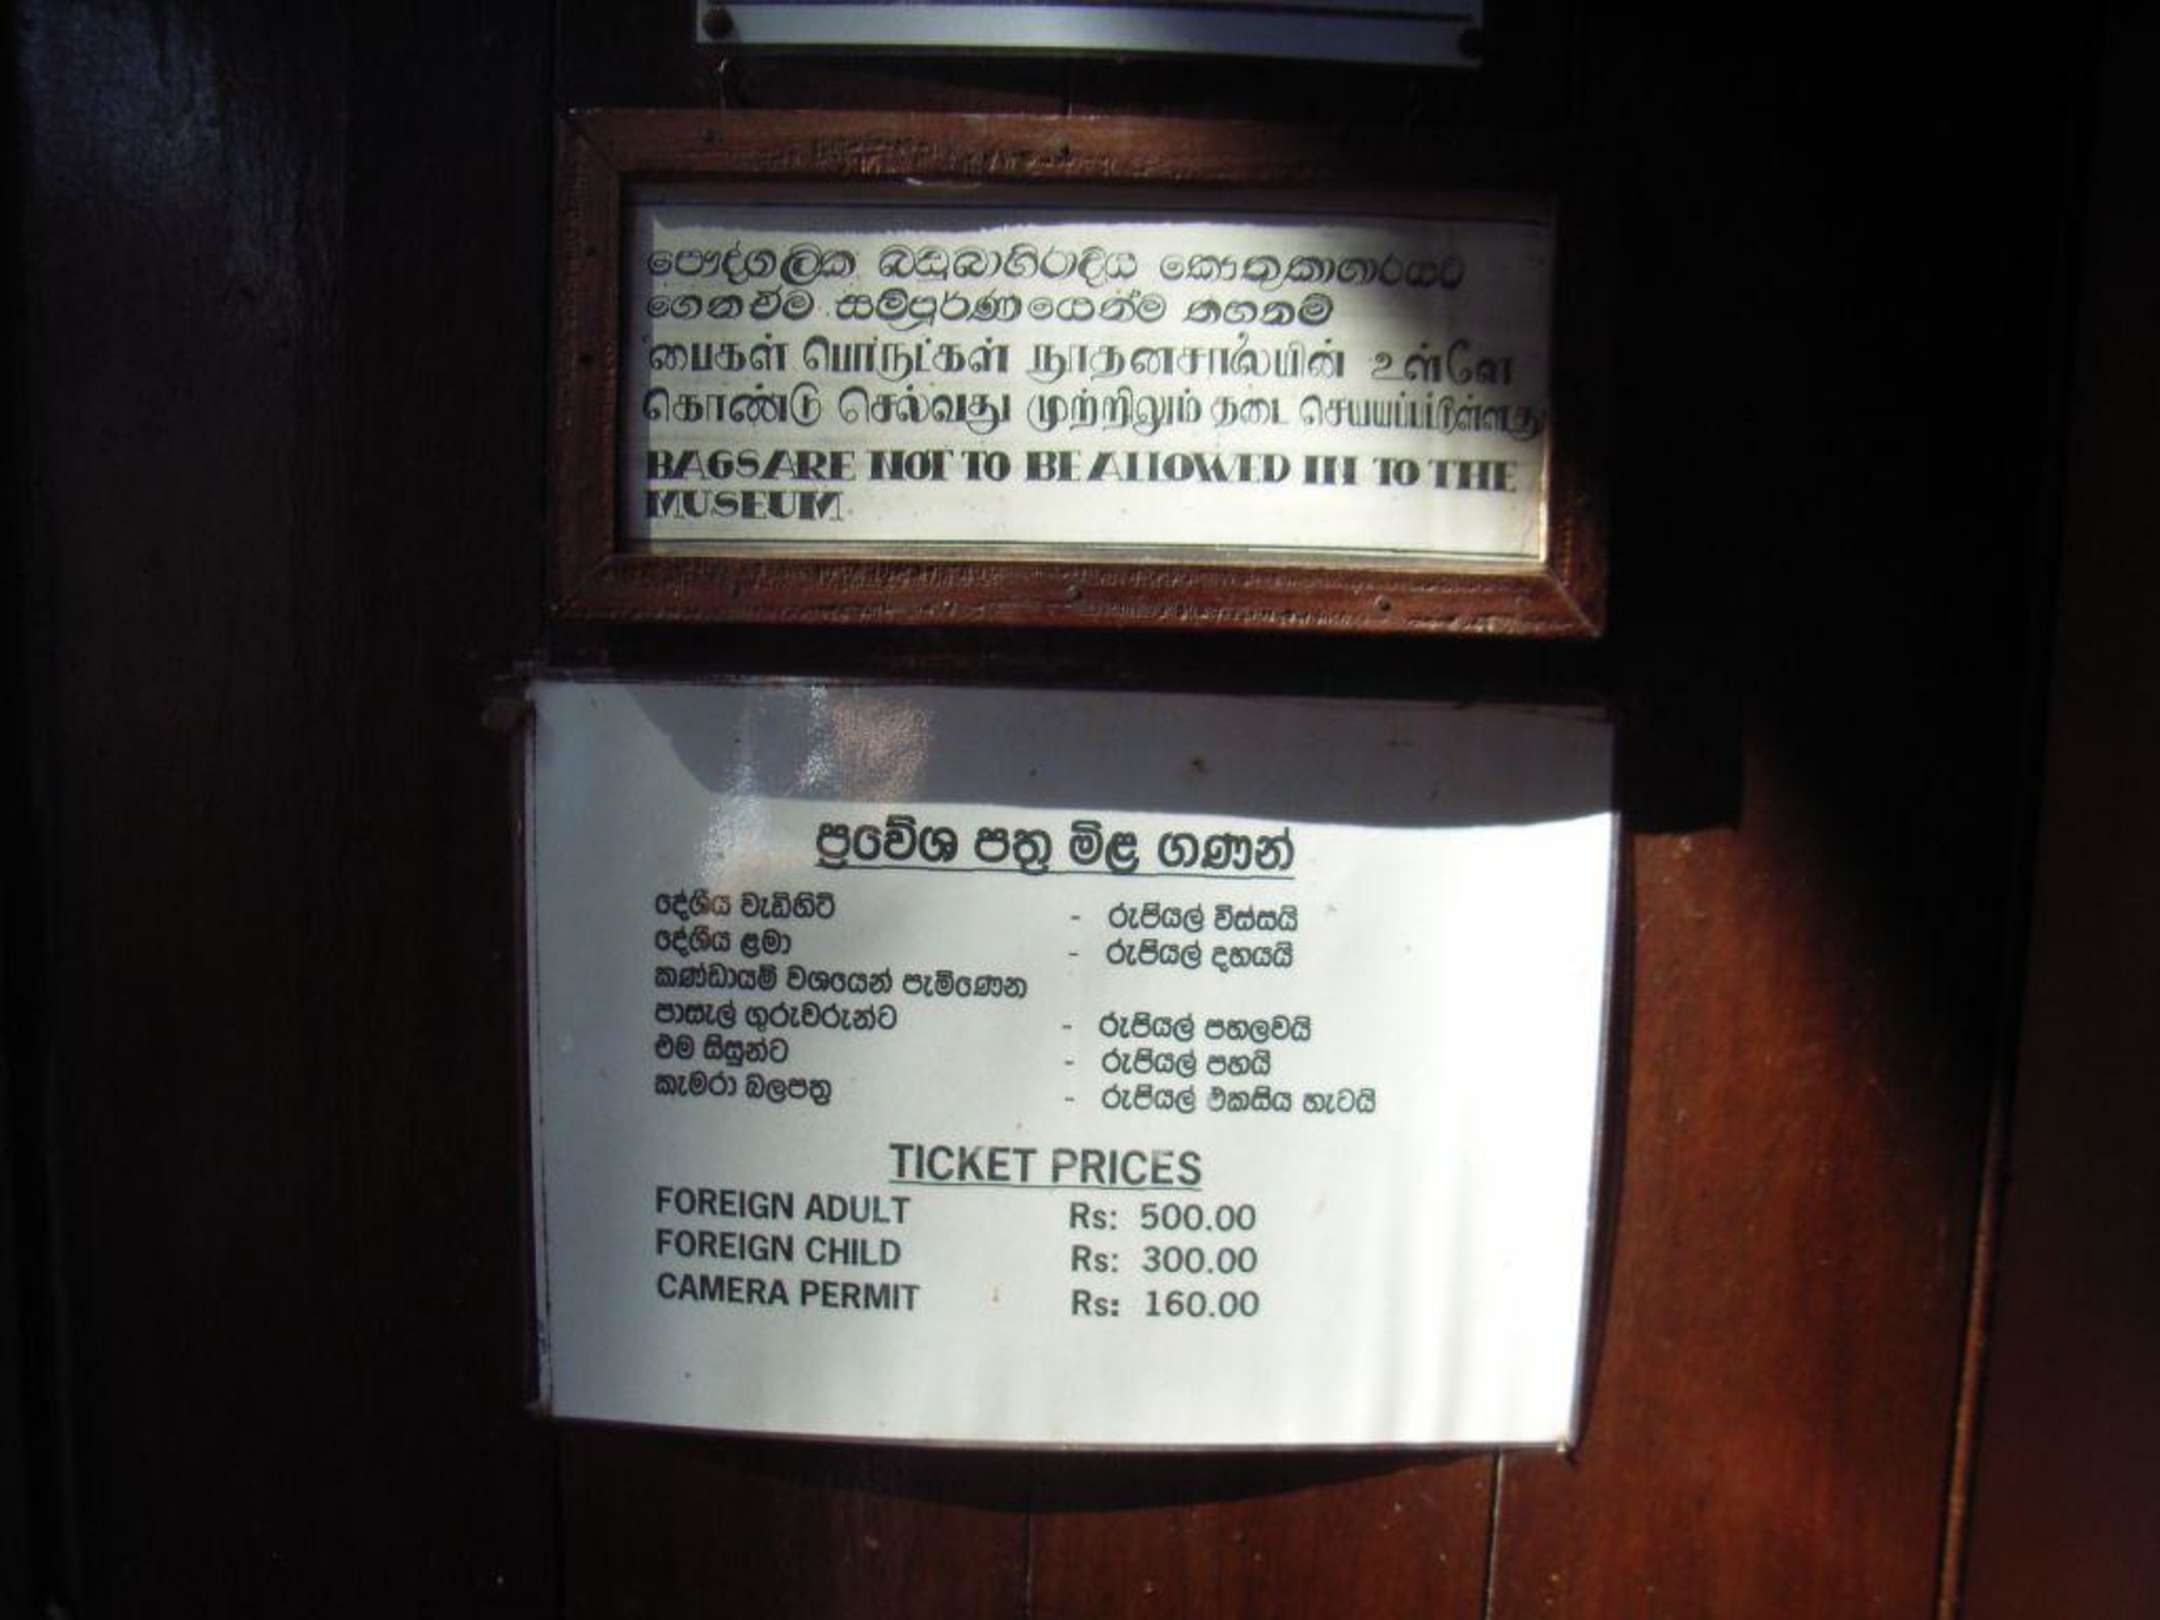 පෞද්ගලික බඩුබාහිරාදිය කෞතුකාගාරයට
ගෙනඒම සම්පූර්ණයෙන්ම තහනම්
பைகள் பொருட்கள் நூதனசாலையின் உள்ளே
கொண்டு செல்வது முற்றிலும் தடை செய்யப்பட்டுள்ளது
BAGS ARE NOT TO BE ALLOWED IN TO THE
MUSEUM
ප්‍රවේශ පත්‍ර මිළ ගණන්
දේශීය වැඩිහිටි - රුපියල් විස්සයි
දේශීය ළමා - රුපියල් දහයයි
කණ්ඩායම් වශයෙන් පැමිණෙන
පාසැල් ගුරුවරුන්ට - රුපියල් පහලවයි
එම සිසුන්ට - රුපියල් පහයි
කැමරා බලපත්‍ර - රුපියල් එකසිය හැටයි
TICKET PRICES
FOREIGN ADULT Rs: 500.00
FOREIGN CHILD Rs: 300.00
CAMERA PERMIT Rs: 160.00